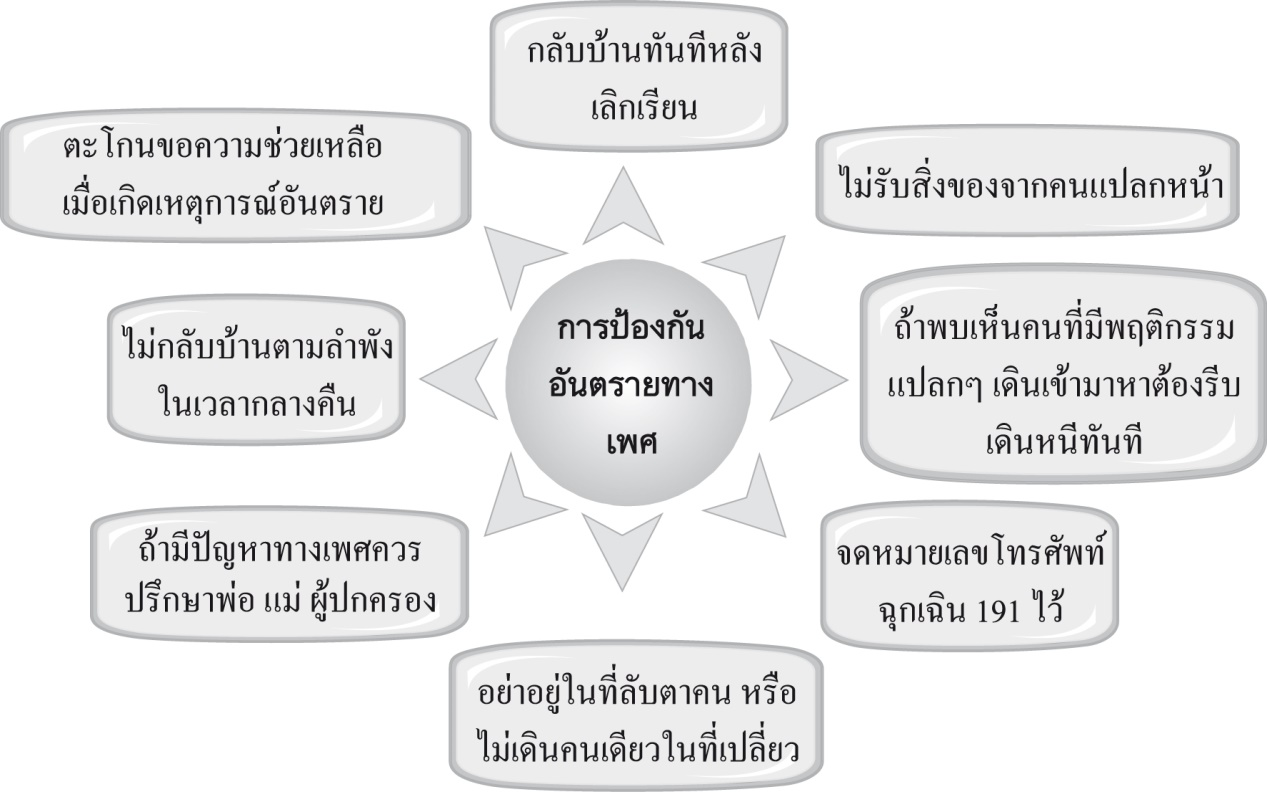 กลับบ้านทันทีหลัง
เลิกเรียน
ตะโกนขอความช่วยเหลือ
เมื่อเกิดเหตุการณ์อันตราย
ไม่รับสิ่งของจากคนแปลกหน้า
ไม่กลับบ้านตามลำพัง
ในเวลากลางคืน
การป้องกัน
อันตรายทาง
เพศ
ถ้าพบเห็นคนที่มีพฤติกรรม
แปลกๆ เดินเข้ามาหาต้องรีบ
เดินหนีทันที
ถ้ามีปัญหาทางเพศควร
ปรึกษาพ่อ แม่ ผู้ปกครอง
จดหมายเลขโทรศัพท์
ฉุกเฉิน 191 ไว้
อย่าอยู่ในที่ลับตาคน หรือ
ไม่เดินคนเดียวในที่เปลี่ยว